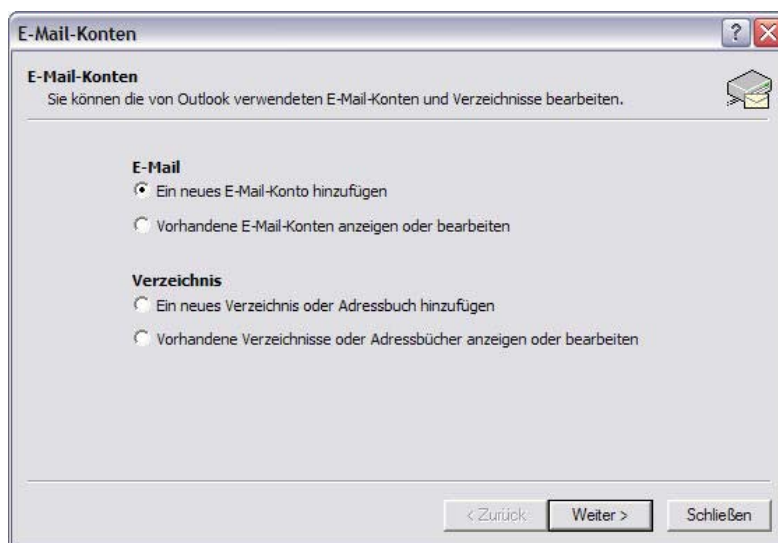 E-Mail-Konten
E-Mail-Konten
Sie können die von Outlook verwendeten E-Mail-Konten und Verzeichnisse bearbeiten.
E-Mail
Ein neues E-Mail-Konto hinzufügen
Vorhandene E-Mail-Konten anzeigen oder bearbeiten
Verzeichnis
Ein neues Verzeichnis oder Adressbuch hinzufügen
Vorhandene Verzeichnisse oder Adressbücher anzeigen oder bearbeiten
< Zurück Weiter > Schließen